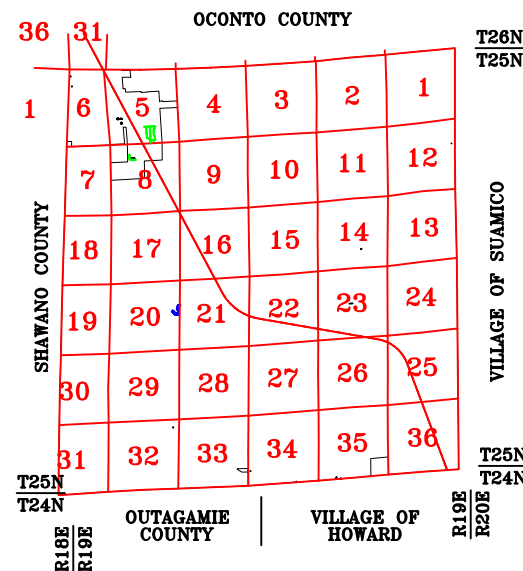 OCONTO COUNTY
36 31
T26N
T25N
1 6 5 4 3 2 1
7 8 9 10 11 12
18 17 16 15 14 13
19 20 21 22 23 24
30 29 28 27 26 25
31 32 33 34 35 36
SHAWANO COUNTY
VILLAGE OF SUAMICO
T25N
T24N
T25N
T24N
OUTAGAMIE
COUNTY
VILLAGE OF
HOWARD
R18E
R19E
R19E
R20E